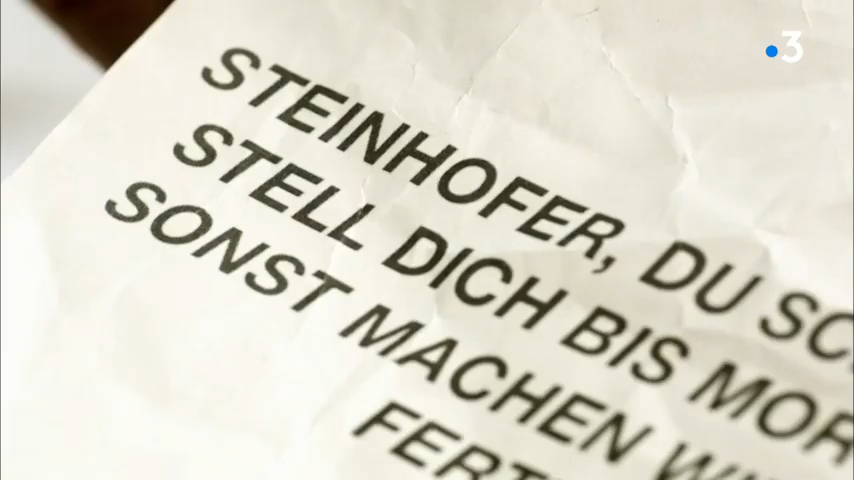 3
STEINHOFER, DU SC
STELL DICH BIS MOR
SONST MACHEN WI
FERT